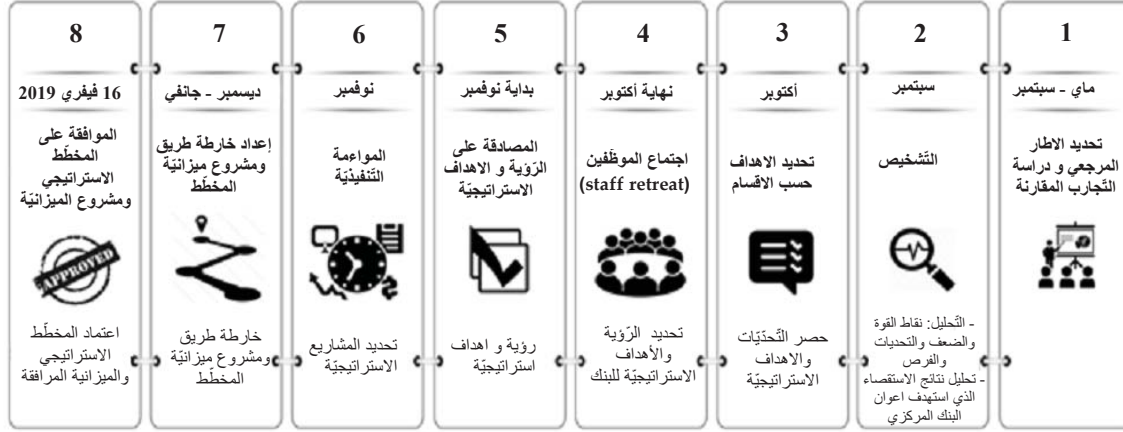 1
ماي - سبتمبر
تحديد الاطار
المرجعي و دراسة
التّجارب المقارنة
2
سبتمبر
التّشخيص
- التّحليل: نقاط القوة
والضعف والتحديات
والفرص
- تحليل نتائج الاستقصاء
الذي استهدف اعوان
البنك المركزي
3
أكتوبر
تحديد الاهداف
حسب الاقسام
حصر التّحدّيّات
والاهداف
الاستراتيجيّة
4
نهاية أكتوبر
اجتماع الموظّفين
(staff retreat)
تحديد الرّؤية
والأهداف
الاستراتيجيّة للبنك
5
بداية نوفمبر
المصادقة على
الرّؤية و الاهداف
الاستراتيجيّة
رؤية و اهداف
استراتيجيّة
6
نوفمبر
المواءمة
التّنفيذيّة
تحديد المشاريع
الاستراتيجيّة
7
ديسمبر - جانفي
إعداد خارطة طريق
ومشروع ميزانيّة
المخطّط
خارطة طريق
ومشروع ميزانيّة
المخطّط
8
16 فيفري 2019
الموافقة على
المخطّط
الاستراتيجي
ومشروع الميزانيّة
APPROVED
اعتماد المخطّط
الاستراتيجي
والميزانية المرافقة